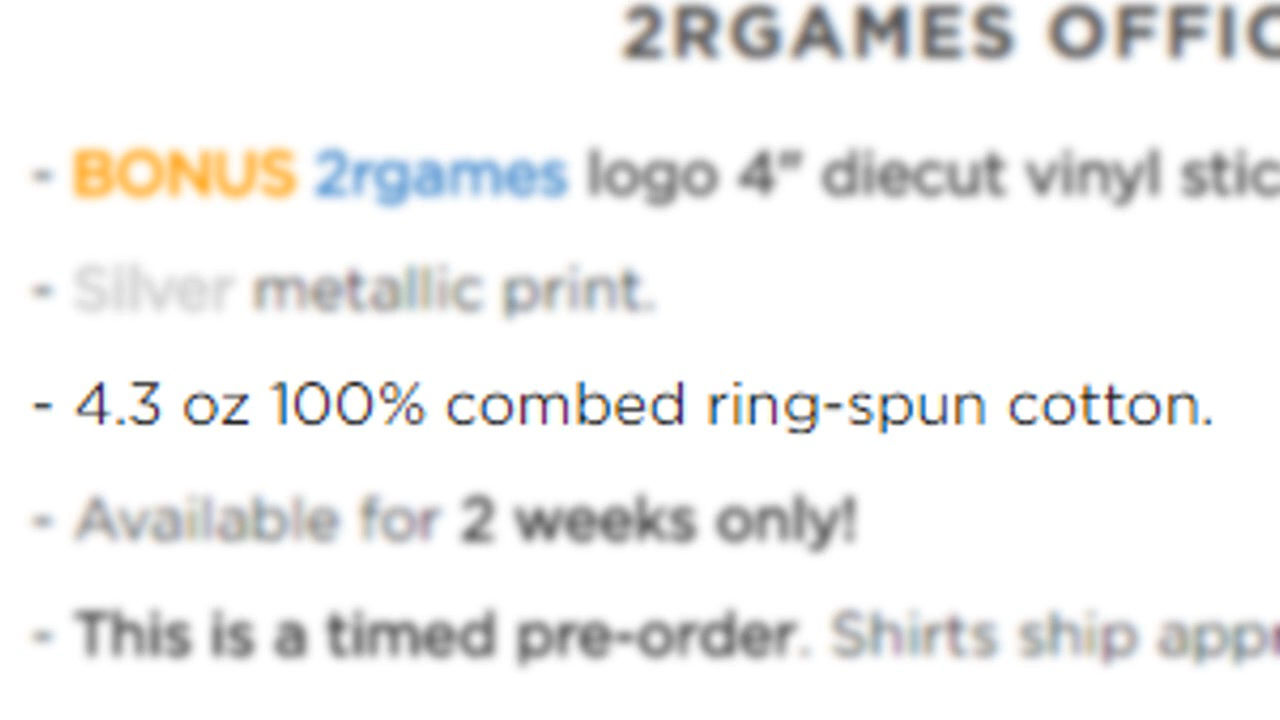 2RGAMES OFFIC
- BONUS 2rgames logo 4" diecut vinyl stic
- Silver metallic print.
- 4.3 oz 100% combed ring-spun cotton.
- Available for 2 weeks only!
- This is a timed pre-order. Shirts ship appr